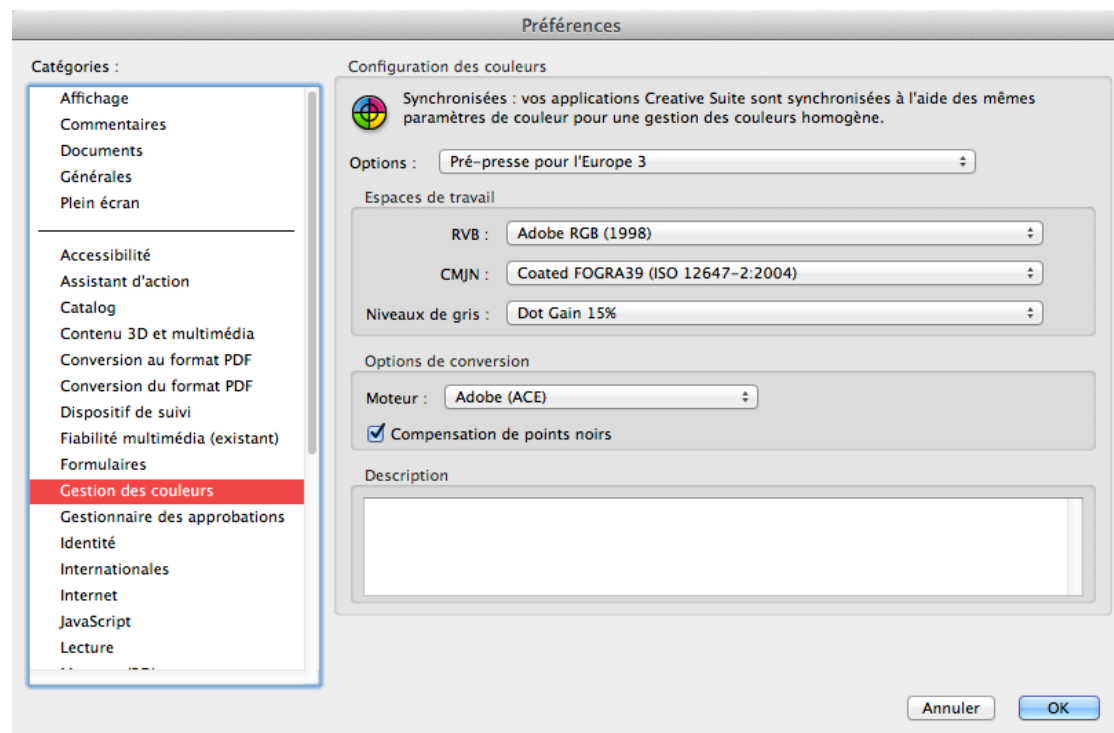 Préférences
Catégories :
Affichage
Commentaires
Documents
Générales
Plein écran
Accessibilité
Assistant d'action
Catalog
Contenu 3D et multimédia
Conversion au format PDF
Conversion du format PDF
Dispositif de suivi
Fiabilité multimédia (existant)
Formulaires
Gestion des couleurs
Gestionnaire des approbations
Identité
Internationales
Internet
JavaScript
Lecture
Configuration des couleurs
Synchronisées : vos applications Creative Suite sont synchronisées à l'aide des mêmes
paramètres de couleur pour une gestion des couleurs homogène.
Options : Pré-presse pour l'Europe 3
Espaces de travail
RVB : Adobe RGB (1998)
CMJN : Coated FOGRA39 (ISO 12647-2:2004)
Niveaux de gris : Dot Gain 15%
Options de conversion
Moteur : Adobe (ACE)
Compensation de points noirs
Description
Annuler OK